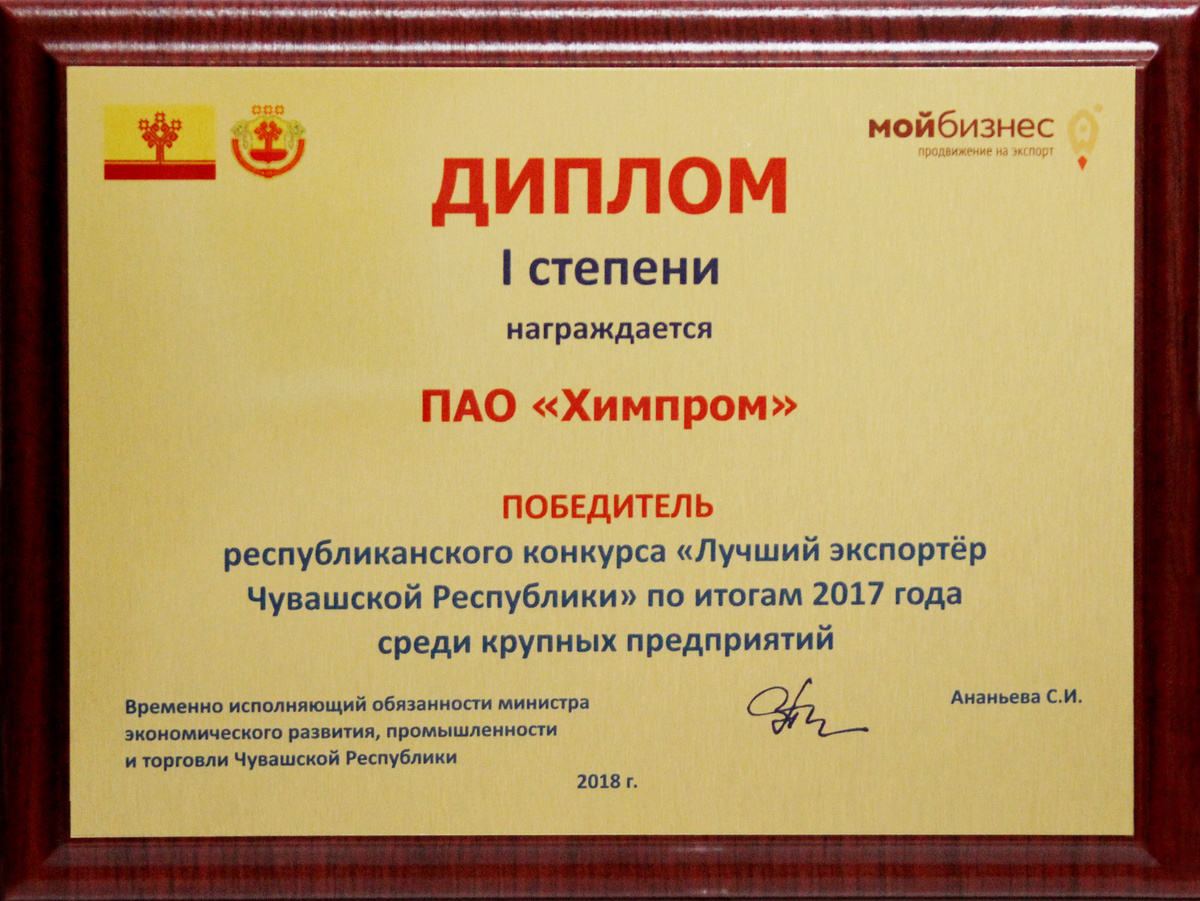 мойбизнес
продвижение на экспорт
ДИПЛОМ
I степени
награждается
ПАО «Химпром»
ПОБЕДИТЕЛЬ
республиканского конкурса «Лучший экспортёр
Чувашской Республики» по итогам 2017 года
среди крупных предприятий
Временно исполняющий обязанности министра
экономического развития, промышленности
и торговли Чувашской Республики
Ананьева С.И.
2018 г.